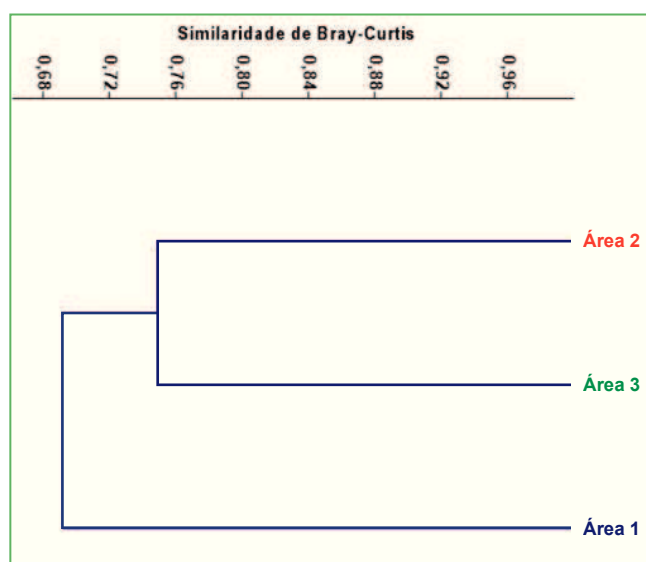 Similaridade de Bray-Curtis
0,68 0,72 0,76 0,80 0,84 0,88 0,92 0,96
Área 2
Área 3
Área 1